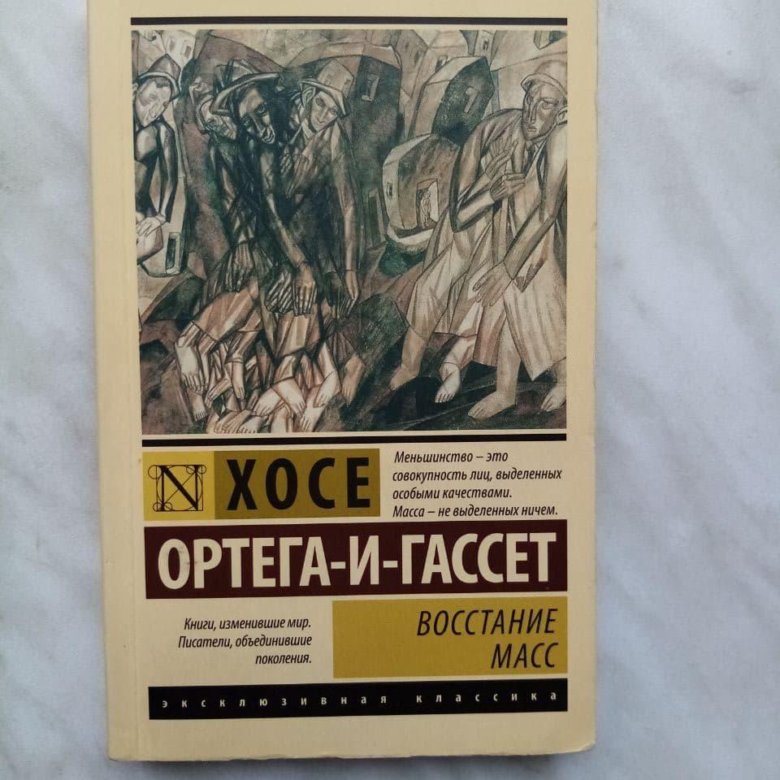 N
ХОСЕ
Меньшинство – это
совокупность лиц, выделенных
особыми качествами.
Масса – не выделенных ничем.
ОРТЕГА-И-ГАССЕТ
Книги, изменившие мир.
Писатели, объединившие
поколения.
ВОССТАНИЕ
МАСС
эксклюзивная классика